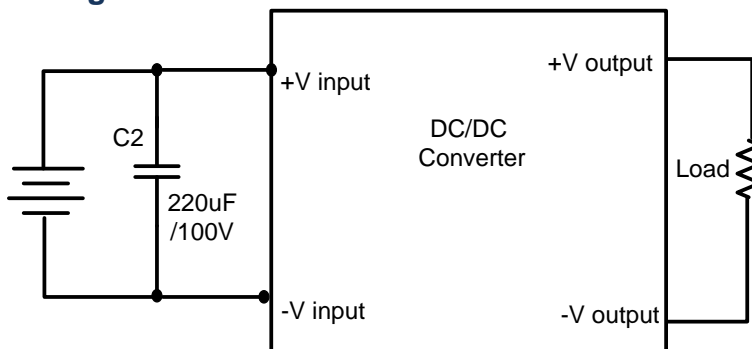 +V output
+V input
DC/DC
Converter
C2
Load
220uF
/100V
-V input
-V output